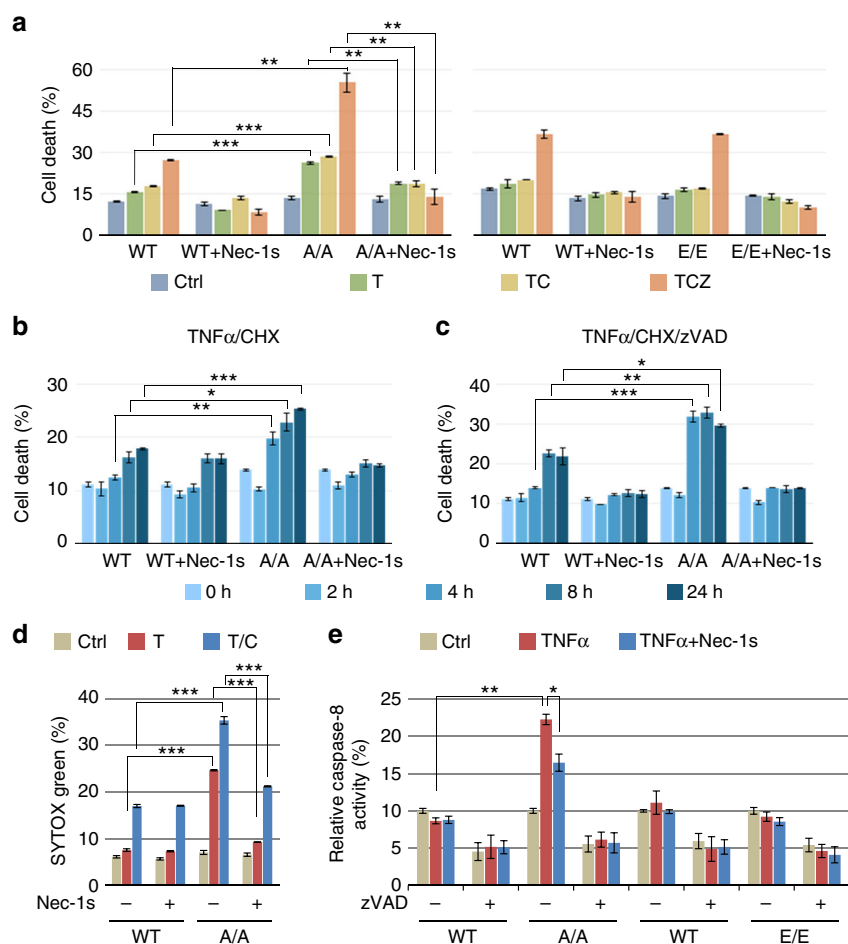 a
** ** ** **
*** ***
Cell death (%)
60
45
30
15
0
WT WT+Nec-1s A/A A/A+Nec-1s WT WT+Nec-1s E/E E/E+Nec-1s
Ctrl T TC TCZ
b TNFα/CHX
*** * **
Cell death (%)
30
20
10
0
WT WT+Nec-1s A/A A/A+Nec-1s
c TNFα/CHX/zVAD
* ** ***
Cell death (%)
40
30
20
10
0
WT WT+Nec-1s A/A A/A+Nec-1s
0 h 2 h 4 h 8 h 24 h
d Ctrl T T/C
*** *** *** ***
SYTOX green (%)
40
30
20
10
0
Nec-1s – + – +
WT A/A
e Ctrl TNFα TNFα+Nec-1s
** *
Relative caspase-8
activity (%)
25
20
15
10
5
0
zVAD – + – + – + – +
WT A/A WT E/E